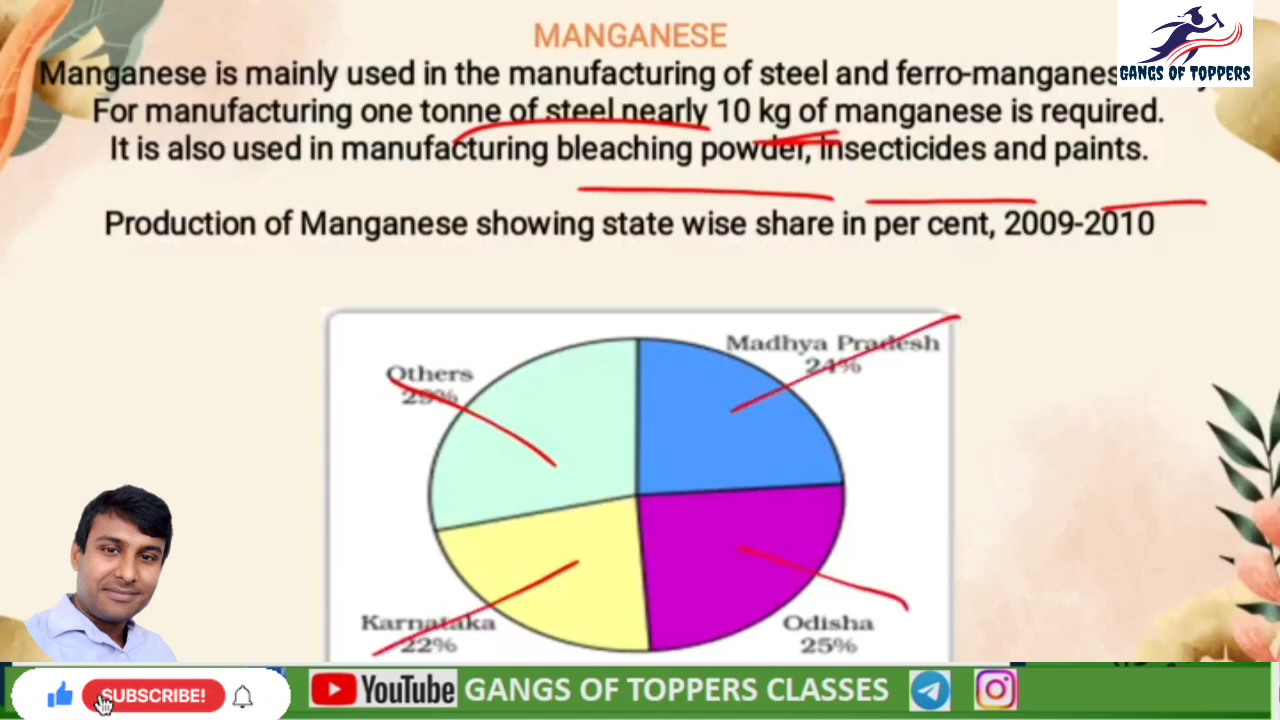 MANGANESE
GANGS OF TOPPERS
Manganese is mainly used in the manufacturing of steel and
For manufacturing one tonne of steel nearly 10 kg of manganese is required.
It is also used in manufacturing bleaching powder, insecticides and paints.
Production of Manganese showing state wise share in per cent, 2009-2010
Madhya Pradesh
24%
Others
Karnataka
22%
Odisha
25%
SUBSCRIBE!
YouTube GANGS OF TOPPERS CLASSES